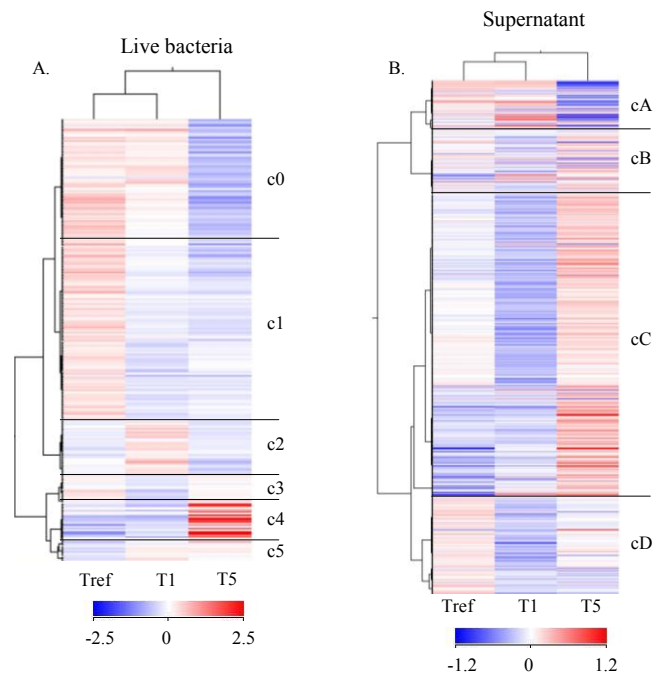 Live bacteria
A.
c0
c1
c2
c3
c4
c5
Tref T1 T5
-2.5 0 2.5
Supernatant
B.
cA
cB
cC
cD
Tref T1 T5
-1.2 0 1.2